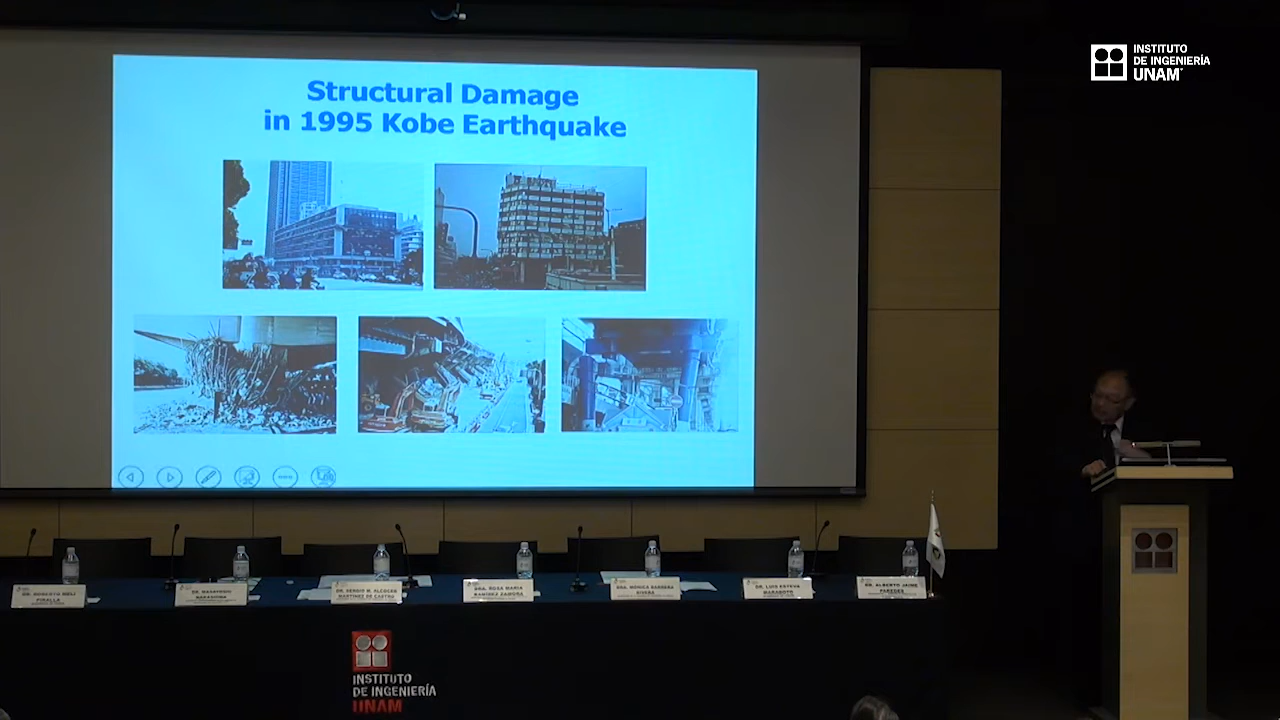 Structural Damage
in 1995 Kobe Earthquake
INSTITUTO
DE INGENIERÍA
UNAM
DR. ROBERTO MELI
PIRALLA
DR. MASAYOSHI
NAKASHIMA
DR. SERGIO M. ALCOCER
MARTÍNEZ DE CASTRO
DRA. ROSA MARÍA
RAMÍREZ ZAMORA
DRA. MÓNICA BARRERA
RIVERA
DR. LUIS ESTEVA
MARABOTO
DR. ALBERTO JAIME
PAREDES
INSTITUTO
DE INGENIERÍA
UNAM